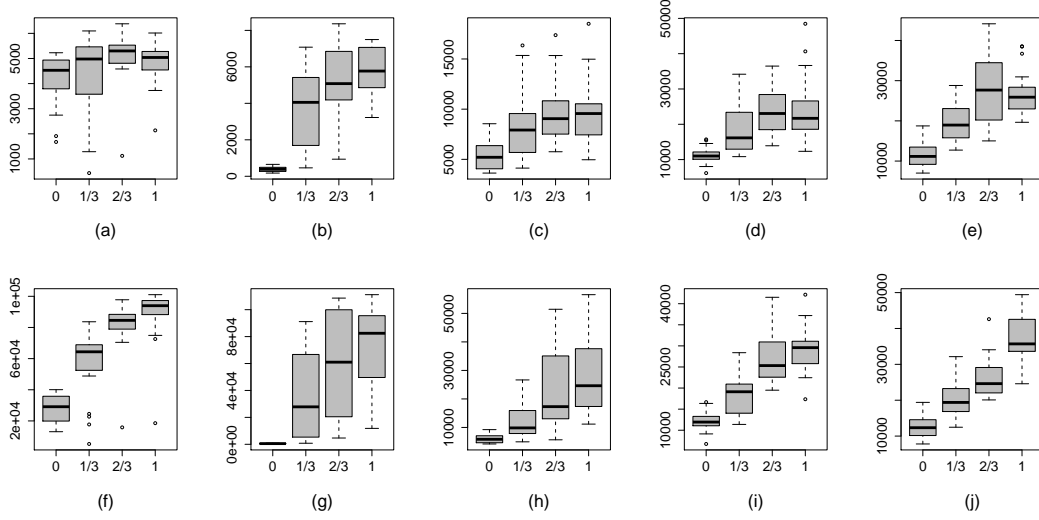 1000 3000 5000
0 1/3 2/3 1
(a)
0 2000 6000
0 1/3 2/3 1
(b)
5000 10000 15000
0 1/3 2/3 1
(c)
10000 30000 50000
0 1/3 2/3 1
(d)
10000 30000
0 1/3 2/3 1
(e)
2e+04 6e+04 1e+05
0 1/3 2/3 1
(f)
0e+00 4e+04 8e+04
0 1/3 2/3 1
(g)
10000 30000 50000
0 1/3 2/3 1
(h)
10000 25000 40000
0 1/3 2/3 1
(i)
10000 30000 50000
0 1/3 2/3 1
(j)